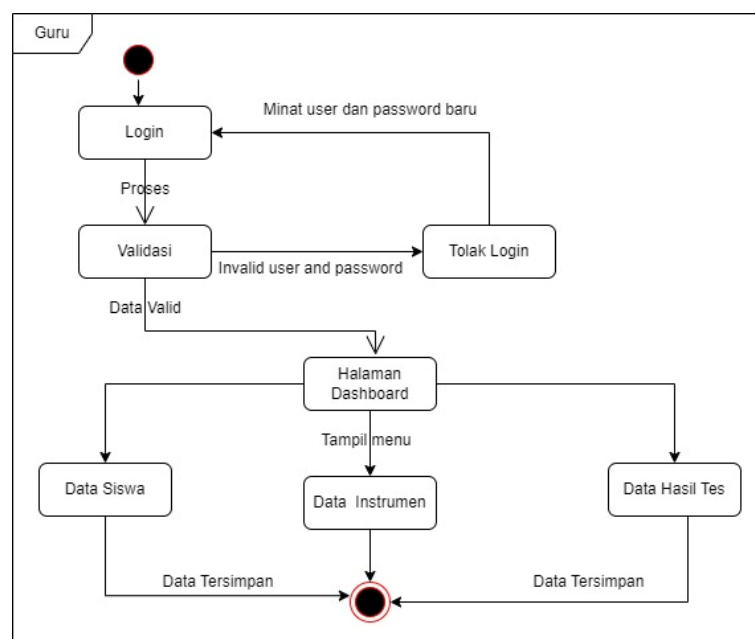 Guru
Minat user dan password baru
Login
Proses
Validasi
Tolak Login
Invalid user and password
Data Valid
Halaman
Dashboard
Tampil menu
Data Siswa
Data Instrumen
Data Hasil Tes
Data Tersimpan
Data Tersimpan